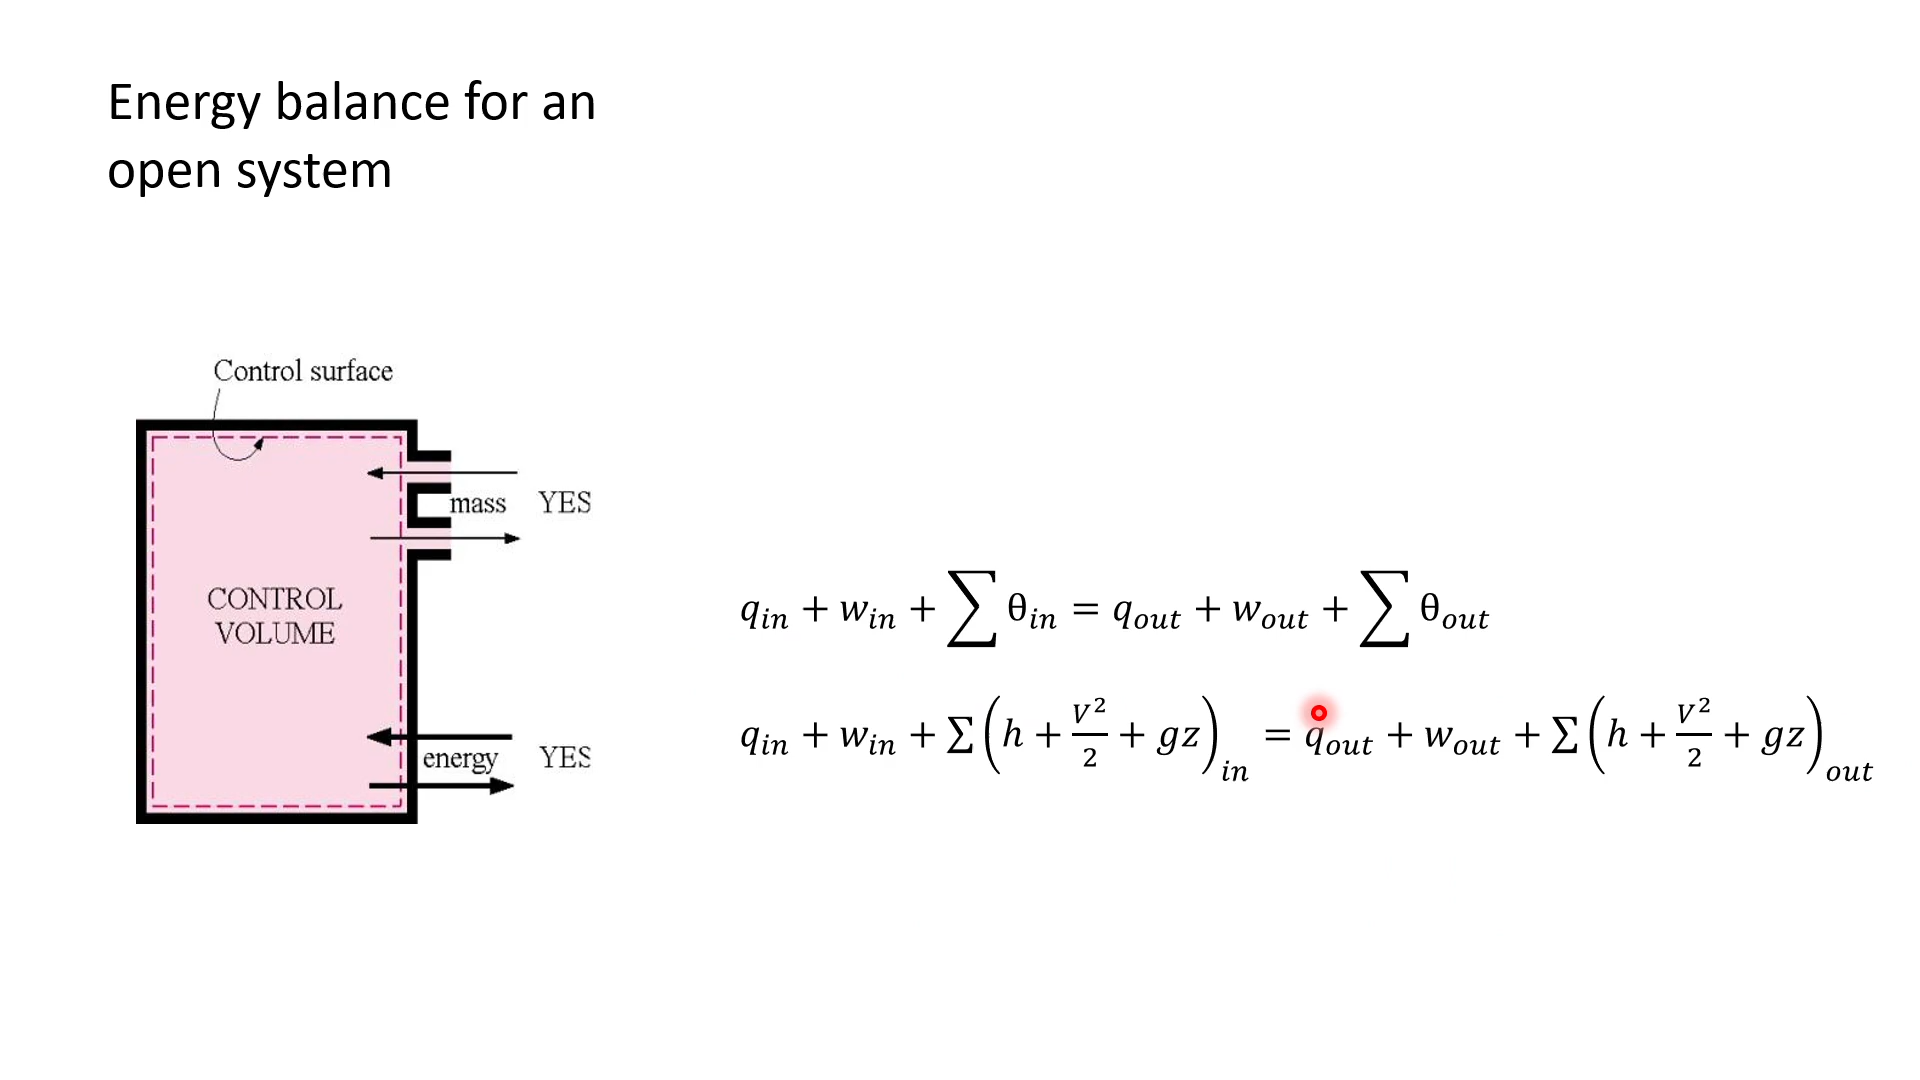 Energy balance for an
open system
Control surface
mass YES
CONTROL
VOLUME
energy YES
q_in + w_in + ∑ θ_in = q_out + w_out + ∑ θ_out
q_in + w_in + Σ (h + V²/2 + gz)_in = q_out + w_out + Σ (h + V²/2 + gz)_out